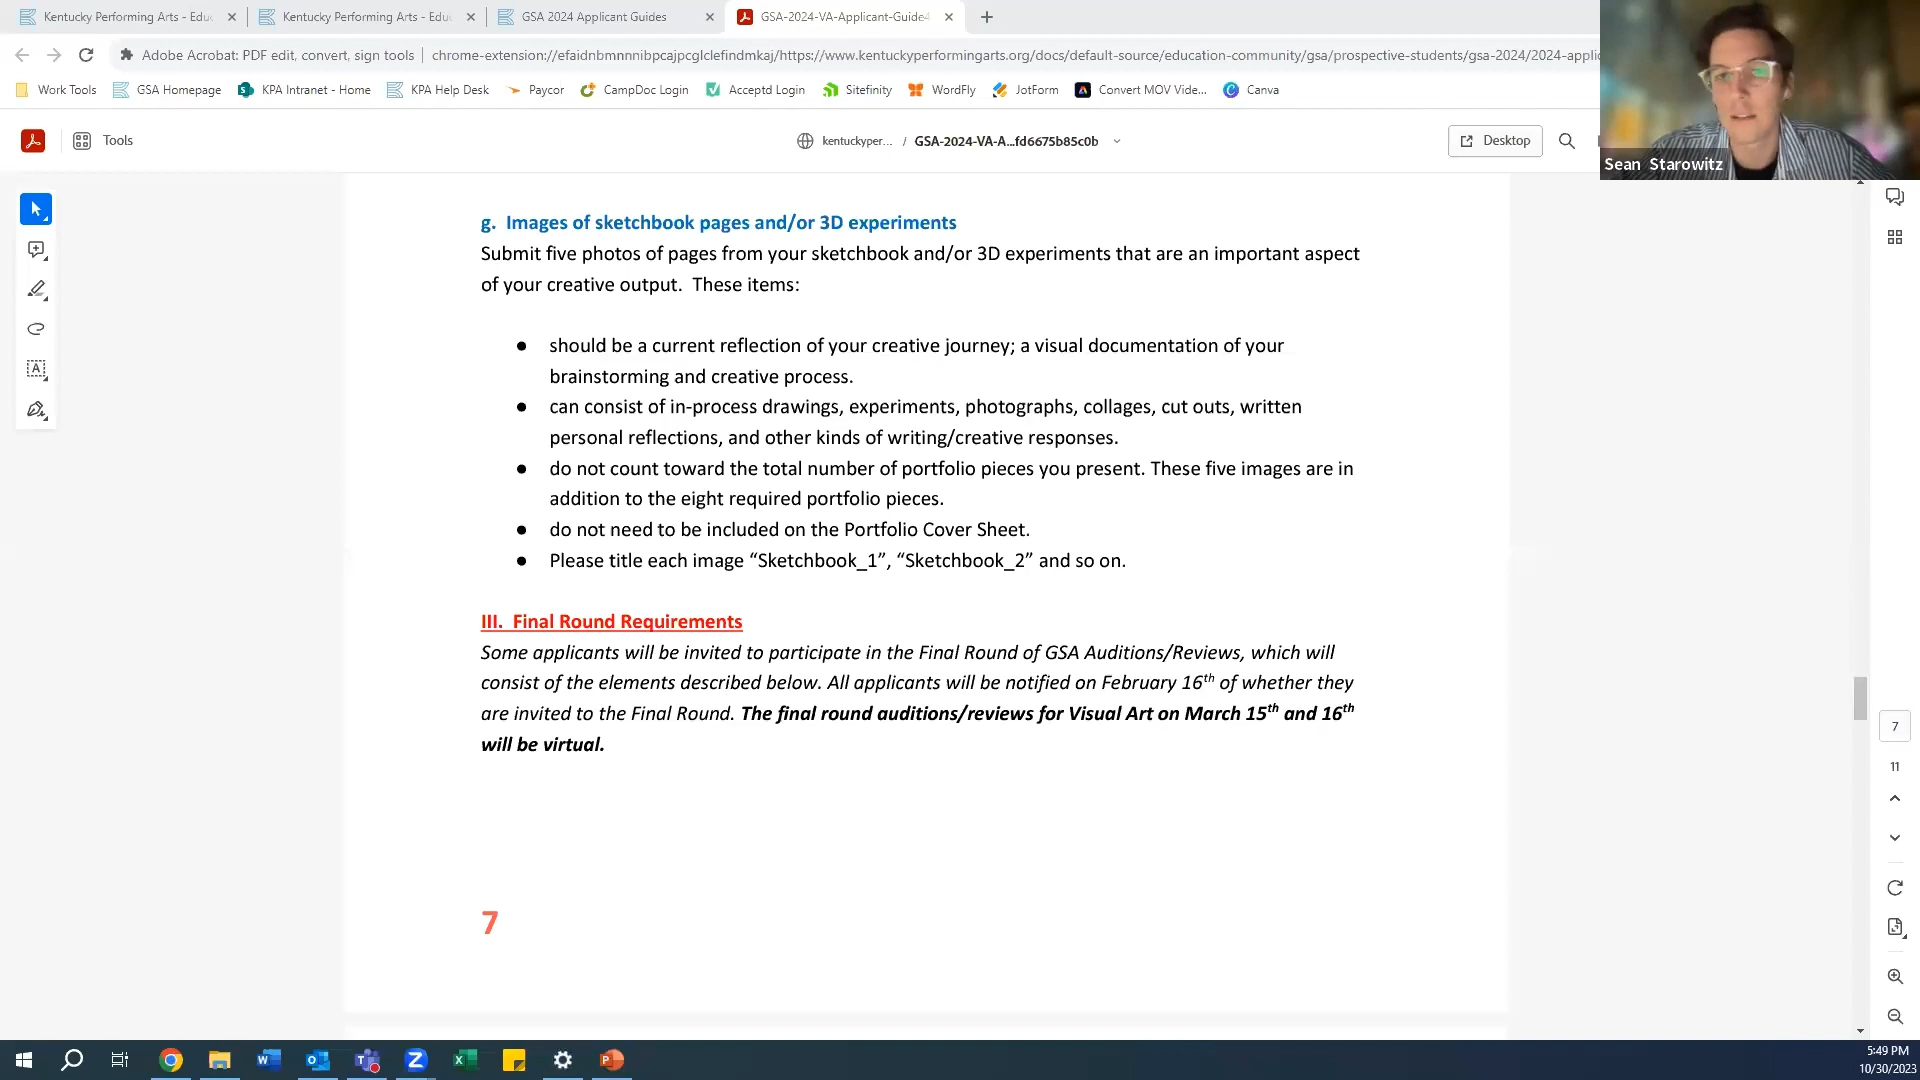 Kentucky Performing Arts - Educ
Kentucky Performing Arts - Educ
GSA 2024 Applicant Guides
GSA-2024-VA-Applicant-Guide4
Adobe Acrobat: PDF edit, convert, sign tools
chrome-extension://efaidnbmnnnibpcajpcglclefindmkaj/https://www.kentuckyperformingarts.org/docs/default-source/education-community/gsa/prospective-students/gsa-2024/2024-applic
Work Tools
GSA Homepage
KPA Intranet - Home
KPA Help Desk
Paycor
CampDoc Login
Acceptd Login
Sitefinity
WordFly
JotForm
Convert MOV Vide...
Canva
Tools
kentuckyper... / GSA-2024-VA-A...fd6675b85c0b
Desktop
Sean Starowitz
g. Images of sketchbook pages and/or 3D experiments
Submit five photos of pages from your sketchbook and/or 3D experiments that are an important aspect
of your creative output. These items:
● should be a current reflection of your creative journey; a visual documentation of your
brainstorming and creative process.
● can consist of in-process drawings, experiments, photographs, collages, cut outs, written
personal reflections, and other kinds of writing/creative responses.
● do not count toward the total number of portfolio pieces you present. These five images are in
addition to the eight required portfolio pieces.
● do not need to be included on the Portfolio Cover Sheet.
● Please title each image “Sketchbook_1”, “Sketchbook_2” and so on.
III. Final Round Requirements
Some applicants will be invited to participate in the Final Round of GSA Auditions/Reviews, which will
consist of the elements described below. All applicants will be notified on February 16th of whether they
are invited to the Final Round. The final round auditions/reviews for Visual Art on March 15th and 16th
will be virtual.
7
7
11
5:49 PM
10/30/2023